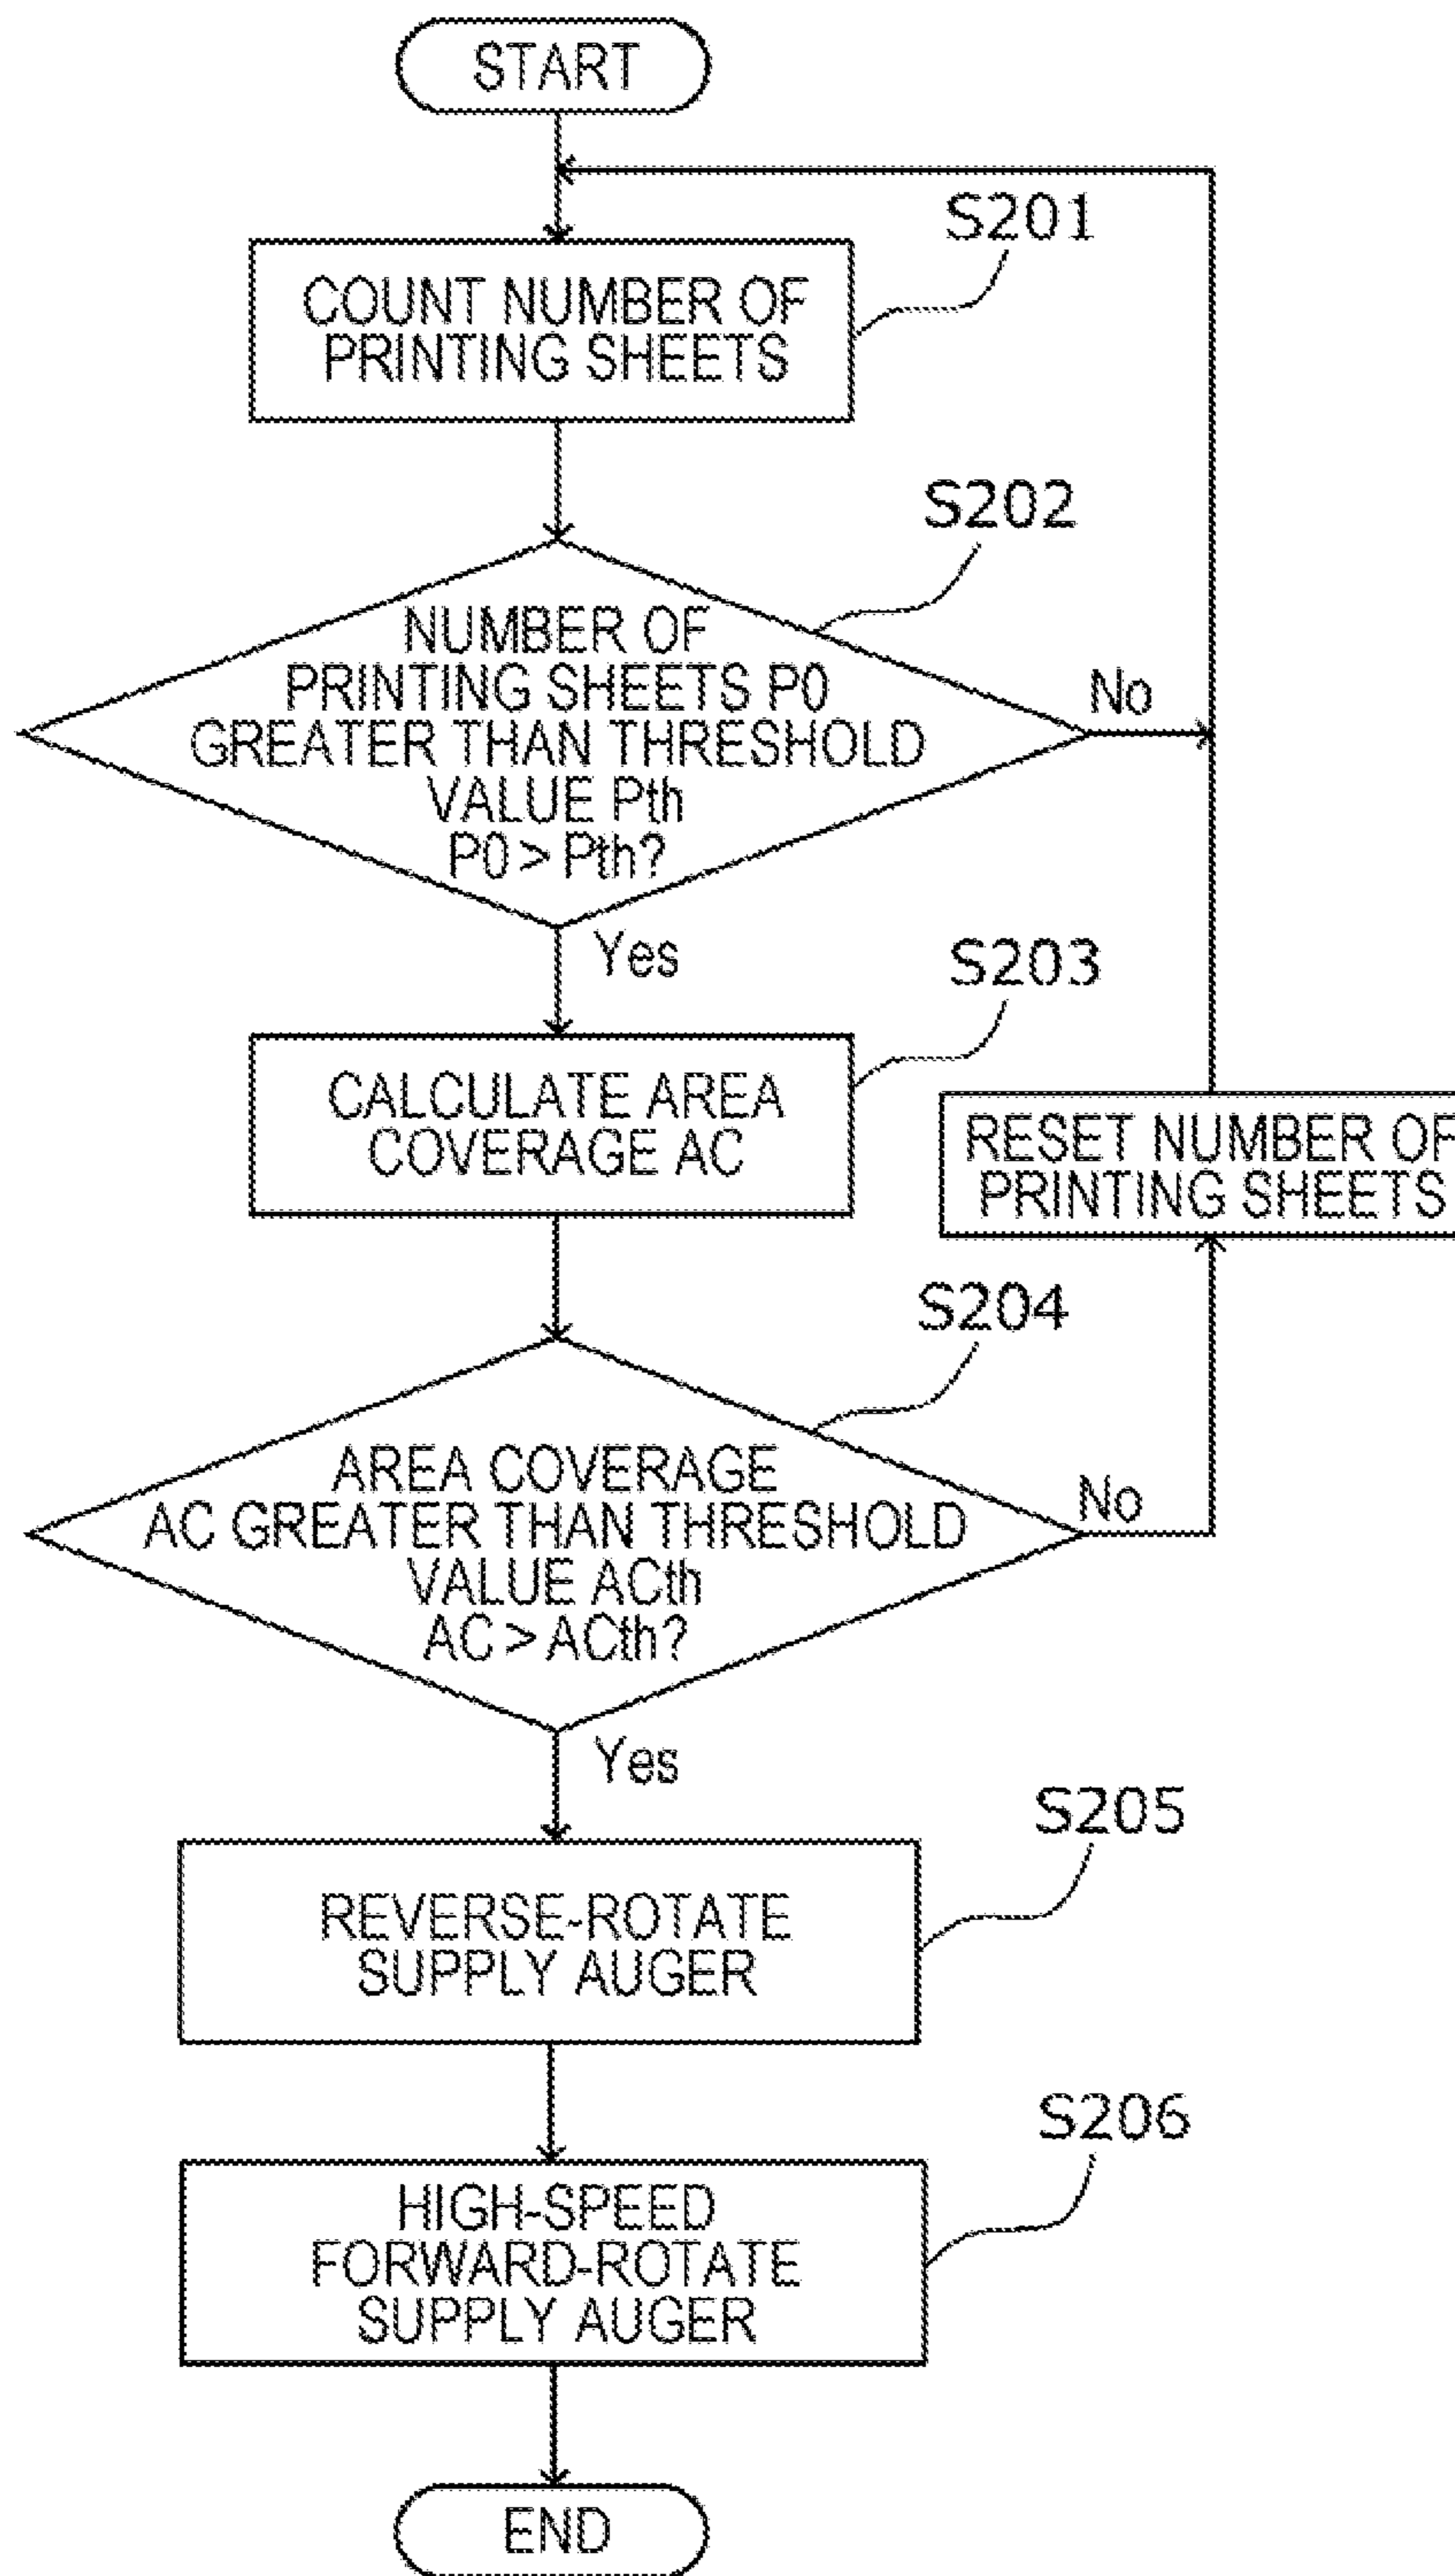 START
S201
COUNT NUMBER OF
PRINTING SHEETS
S202
NUMBER OF
PRINTING SHEETS P0
GREATER THAN THRESHOLD
VALUE Pth
P0 > Pth?
No
Yes
S203
CALCULATE AREA
COVERAGE AC
RESET NUMBER OF
PRINTING SHEETS
S204
AREA COVERAGE
AC GREATER THAN THRESHOLD
VALUE ACth
AC > ACth?
No
Yes
S205
REVERSE-ROTATE
SUPPLY AUGER
S206
HIGH-SPEED
FORWARD-ROTATE
SUPPLY AUGER
END